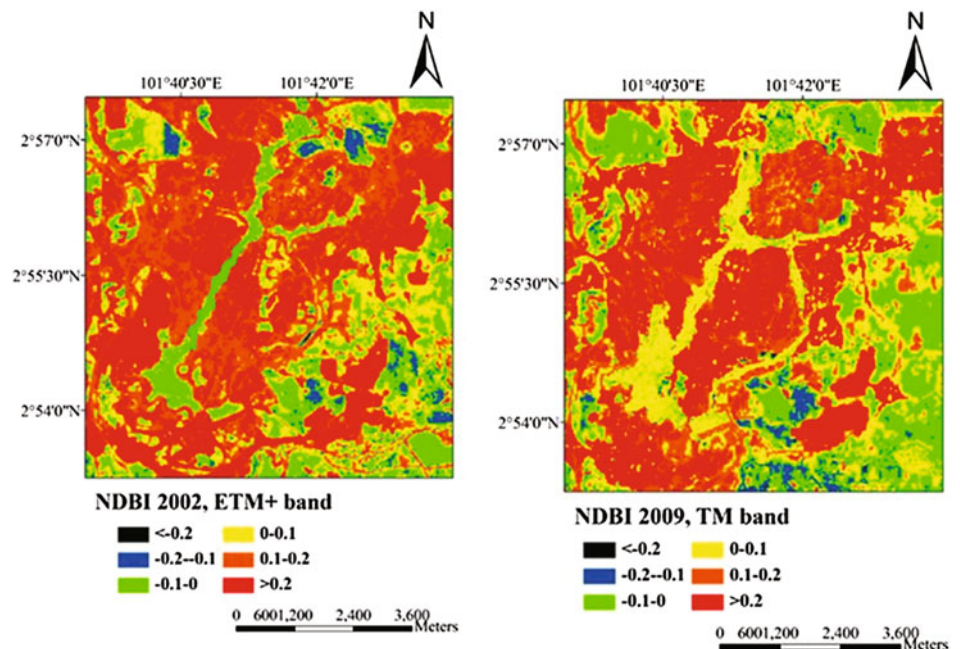 N
101°40'30"E 101°42'0"E
2°57'0"N
2°55'30"N
2°54'0"N
NDBI 2002, ETM+ band
<-0.2 0-0.1
-0.2--0.1 0.1-0.2
-0.1-0 >0.2
0 6001,200 2,400 3,600
Meters
N
101°40'30"E 101°42'0"E
2°57'0"N
2°55'30"N
2°54'0"N
NDBI 2009, TM band
<-0.2 0-0.1
-0.2--0.1 0.1-0.2
-0.1-0 >0.2
0 6001,200 2,400 3,600
Meters